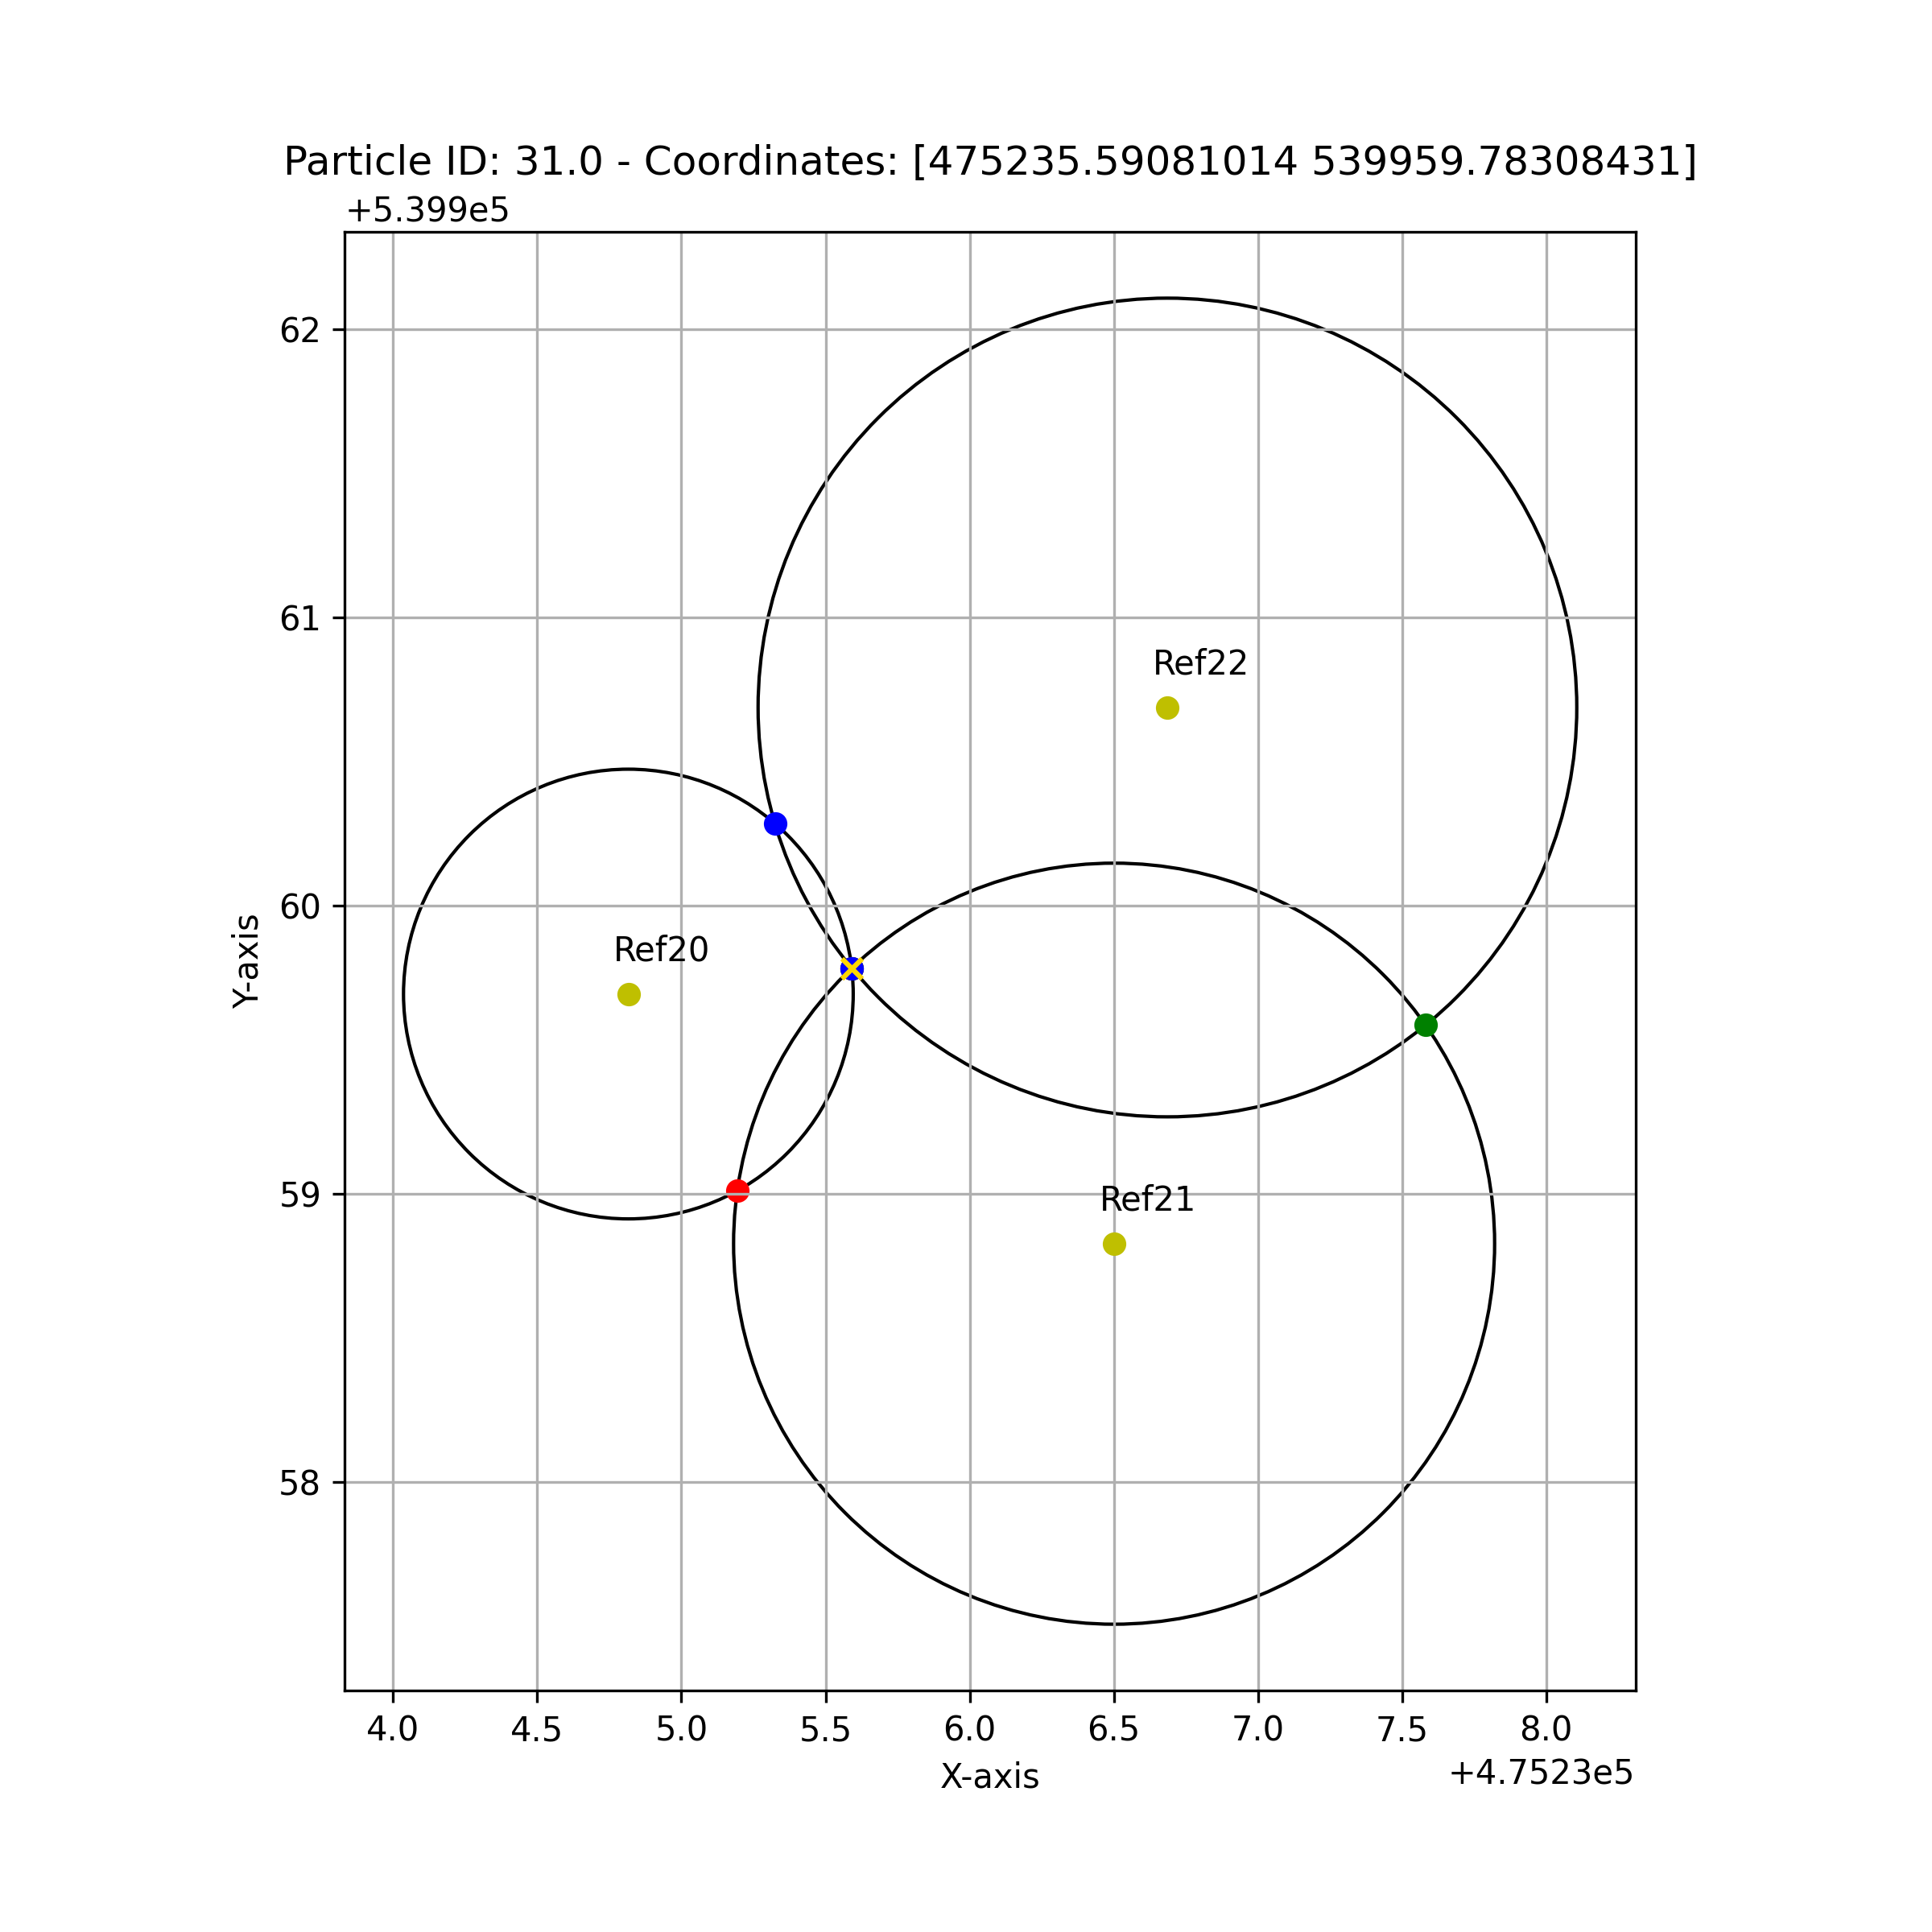 Particle ID: 31.0 - Coordinates: [475235.59081014 539959.78308431]
+5.399e5
62
61
Ref22
60
Ref20
Y-axis
59
Ref21
58
4.0 4.5 5.0 5.5 6.0 6.5 7.0 7.5 8.0
X-axis
+4.7523e5